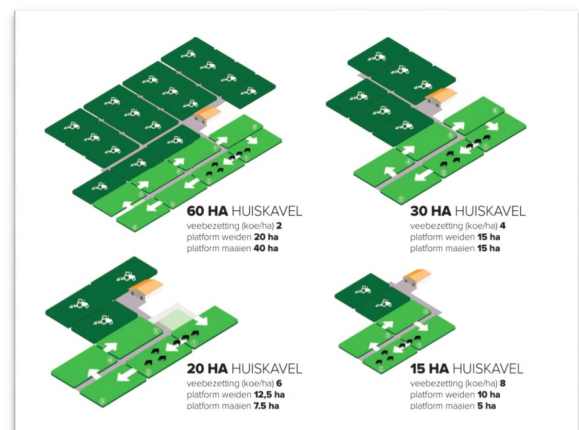 60 HA HUISKAVEL
veebezetting (koe/ha) 2
platform weiden 20 ha
platform maaien 40 ha
30 HA HUISKAVEL
veebezetting (koe/ha) 4
platform weiden 15 ha
platform maaien 15 ha
20 HA HUISKAVEL
veebezetting (koe/ha) 6
platform weiden 12,5 ha
platform maaien 7,5 ha
15 HA HUISKAVEL
veebezetting (koe/ha) 8
platform weiden 10 ha
platform maaien 5 ha